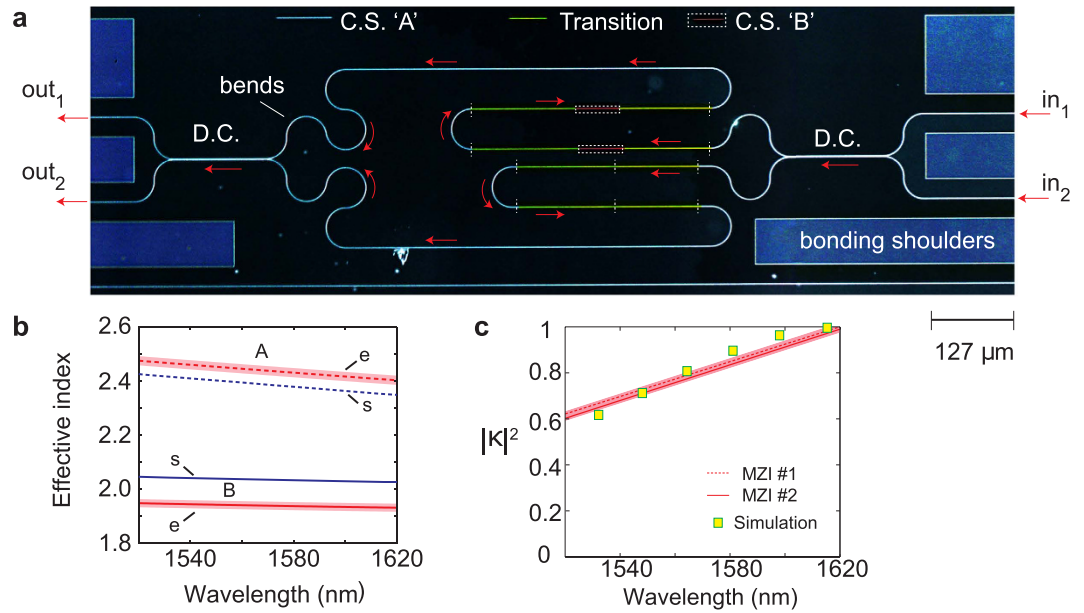 a
C.S. ‘A’
Transition
C.S. ‘B’
bends
out1
D.C.
D.C.
in1
out2
in2
bonding shoulders
127 µm
b
2.6
2.4
2.2
2.0
1.8
A
e
s
s
B
e
Effective index
1540
1580
1620
Wavelength (nm)
c
1
0.8
0.6
0.4
0.2
0
|K|²
MZI #1
MZI #2
Simulation
1540
1580
1620
Wavelength (nm)